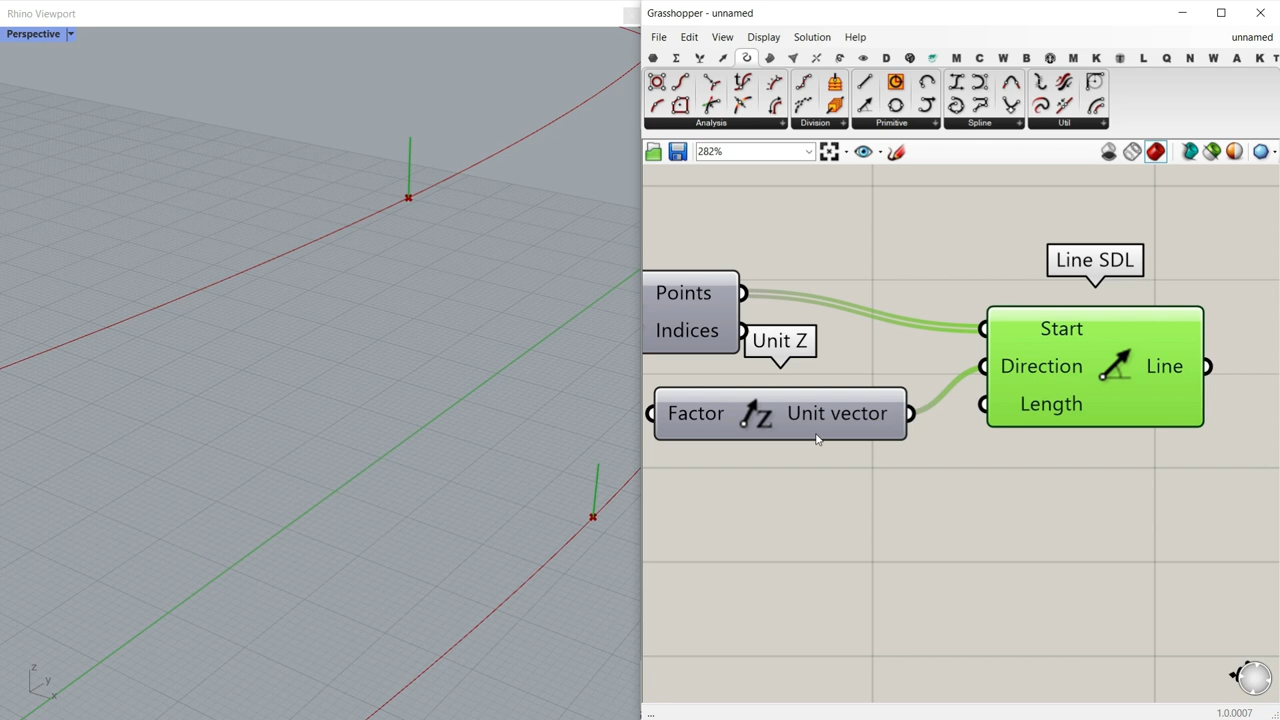 Rhino Viewport
Perspective
z
y
x
Grasshopper - unnamed
File Edit View Display Solution Help
unnamed
D M C W B M K L Q N W A K T
Analysis
Division
Primitive
Spline
Util
282%
Line SDL
Points
Indices
Unit Z
Start
Direction
Line
Length
Factor
Z
Unit vector
...
1.0.0007